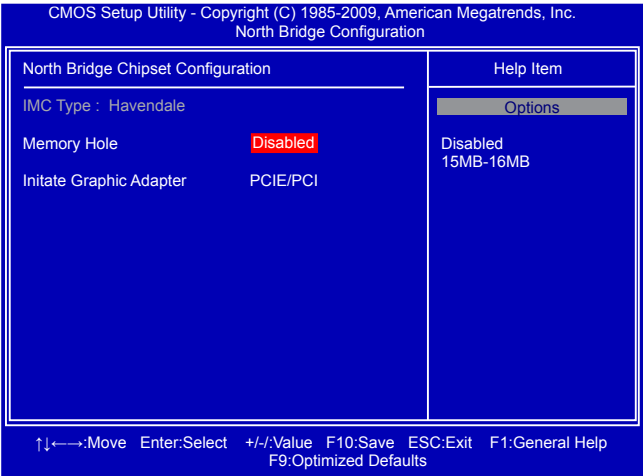 CMOS Setup Utility - Copyright (C) 1985-2009, American Megatrends, Inc.
North Bridge Configuration
North Bridge Chipset Configuration
IMC Type : Havendale
Memory Hole Disabled
Initate Graphic Adapter PCIE/PCI
Help Item
Options
Disabled
15MB-16MB
↑↓←→:Move Enter:Select +/-/:Value F10:Save ESC:Exit F1:General Help
F9:Optimized Defaults